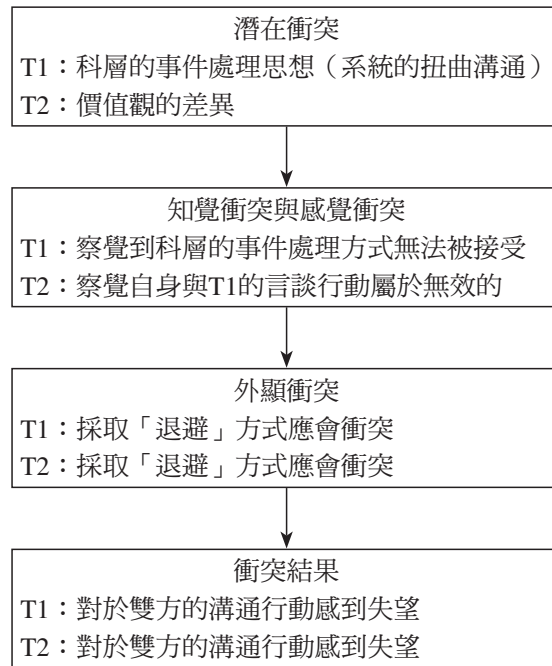 潛在衝突
T1：科層的事件處理思想（系統的扭曲溝通）
T2：價值觀的差異
知覺衝突與感覺衝突
T1：察覺到科層的事件處理方式無法被接受
T2：察覺自身與T1的言談行動屬於無效的
外顯衝突
T1：採取「退避」方式應會衝突
T2：採取「退避」方式應會衝突
衝突結果
T1：對於雙方的溝通行動感到失望
T2：對於雙方的溝通行動感到失望